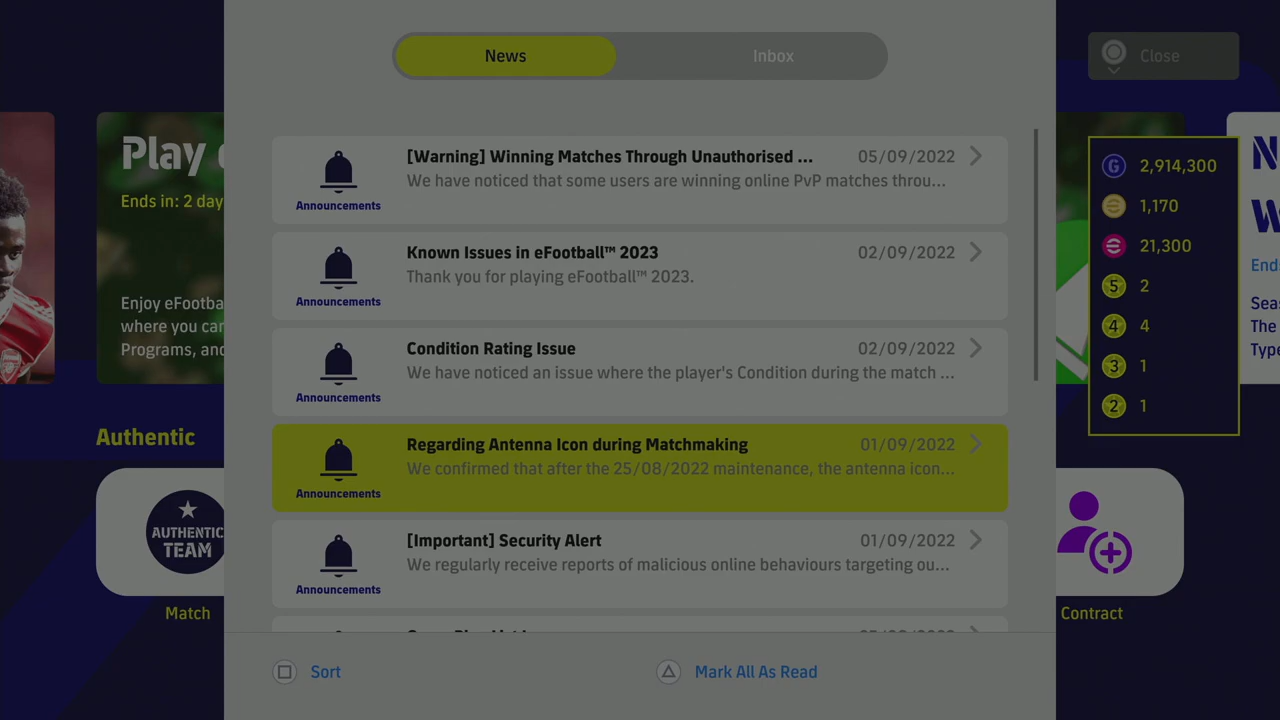 News
Inbox
Close
Play
Ends in: 2 day
Enjoy eFootba
where you car
Programs, and
[Warning] Winning Matches Through Unauthorised ...
05/09/2022
We have noticed that some users are winning online PvP matches throu...
Announcements
Known Issues in eFootball™ 2023
02/09/2022
Thank you for playing eFootball™ 2023.
Announcements
Condition Rating Issue
02/09/2022
We have noticed an issue where the player's Condition during the match ...
Announcements
Regarding Antenna Icon during Matchmaking
01/09/2022
We confirmed that after the 25/08/2022 maintenance, the antenna icon...
Announcements
[Important] Security Alert
01/09/2022
We regularly receive reports of malicious online behaviours targeting ou...
Announcements
G 2,914,300
1,170
21,300
5 2
4 4
3 1
2 1
N
W
Ends
Seas
The
Type
Authentic
AUTHENTIC
TEAM
Match
Contract
Sort
Mark All As Read